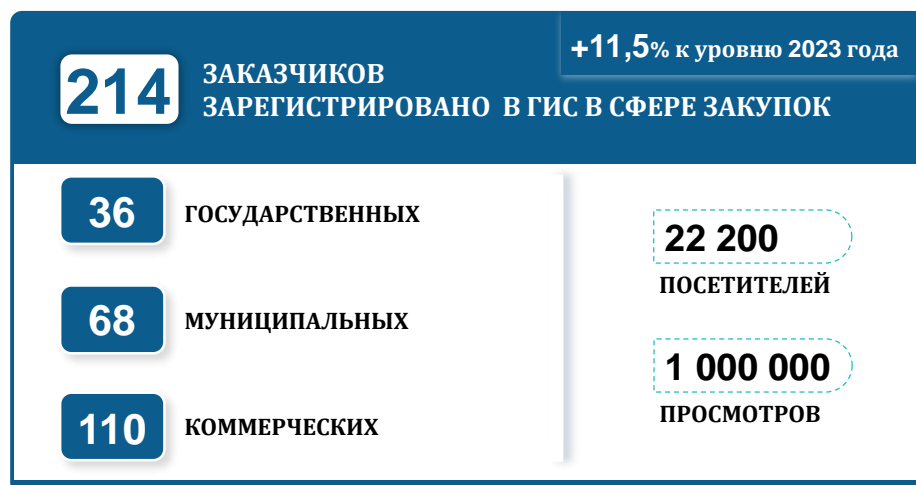 +11,5% к уровню 2023 года
214
ЗАКАЗЧИКОВ
ЗАРЕГИСТРИРОВАНО В ГИС В СФЕРЕ ЗАКУПОК
36
ГОСУДАРСТВЕННЫХ
68
МУНИЦИПАЛЬНЫХ
110
КОММЕРЧЕСКИХ
22 200
ПОСЕТИТЕЛЕЙ
1 000 000
ПРОСМОТРОВ